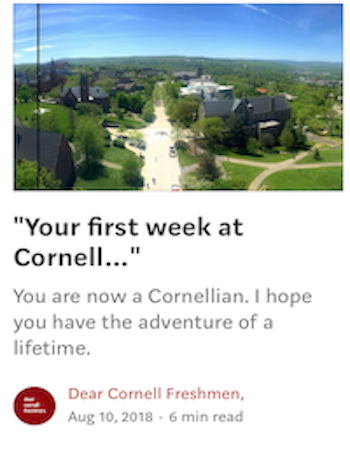 "Your first week at
Cornell..."
You are now a Cornellian. I hope
you have the adventure of a
lifetime.
dear
cornell
freshmen,
Dear Cornell Freshmen,
Aug 10, 2018 · 6 min read